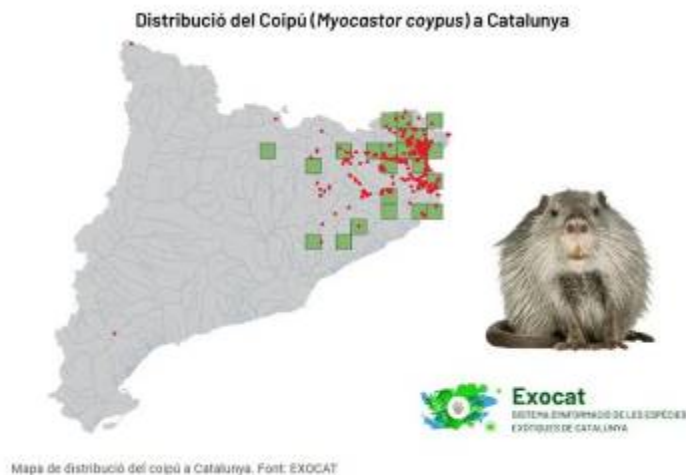 Distribució del Coipú (Myocastor coypus) a Catalunya
Exocat
SISTEMA D'INFORMACIÓ DE LES ESPÈCIES
EXÒTIQUES DE CATALUNYA
Mapa de distribució del coipú a Catalunya. Font: EXOCAT